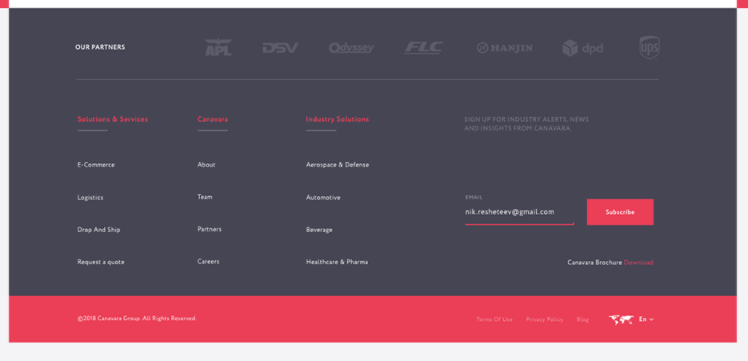 OUR PARTNERS
APL
DSV
Odyssey
FLC
HANJIN
dpd
ups
Solutions & Services
E-Commerce
Logistics
Drap And Ship
Request a quote
Canavara
About
Team
Partners
Careers
Industry Solutions
Aerospace & Defense
Automotive
Beverage
Healthcare & Pharma
SIGN UP FOR INDUSTRY ALERTS, NEWS
AND INSIGHTS FROM CANAVARA.
EMAIL
nik.resheteev@gmail.com
Subscribe
Canavara Brochure Download
©2018 Canavara Group. All Rights Reserved.
Terms Of Use
Privacy Policy
Blog
En